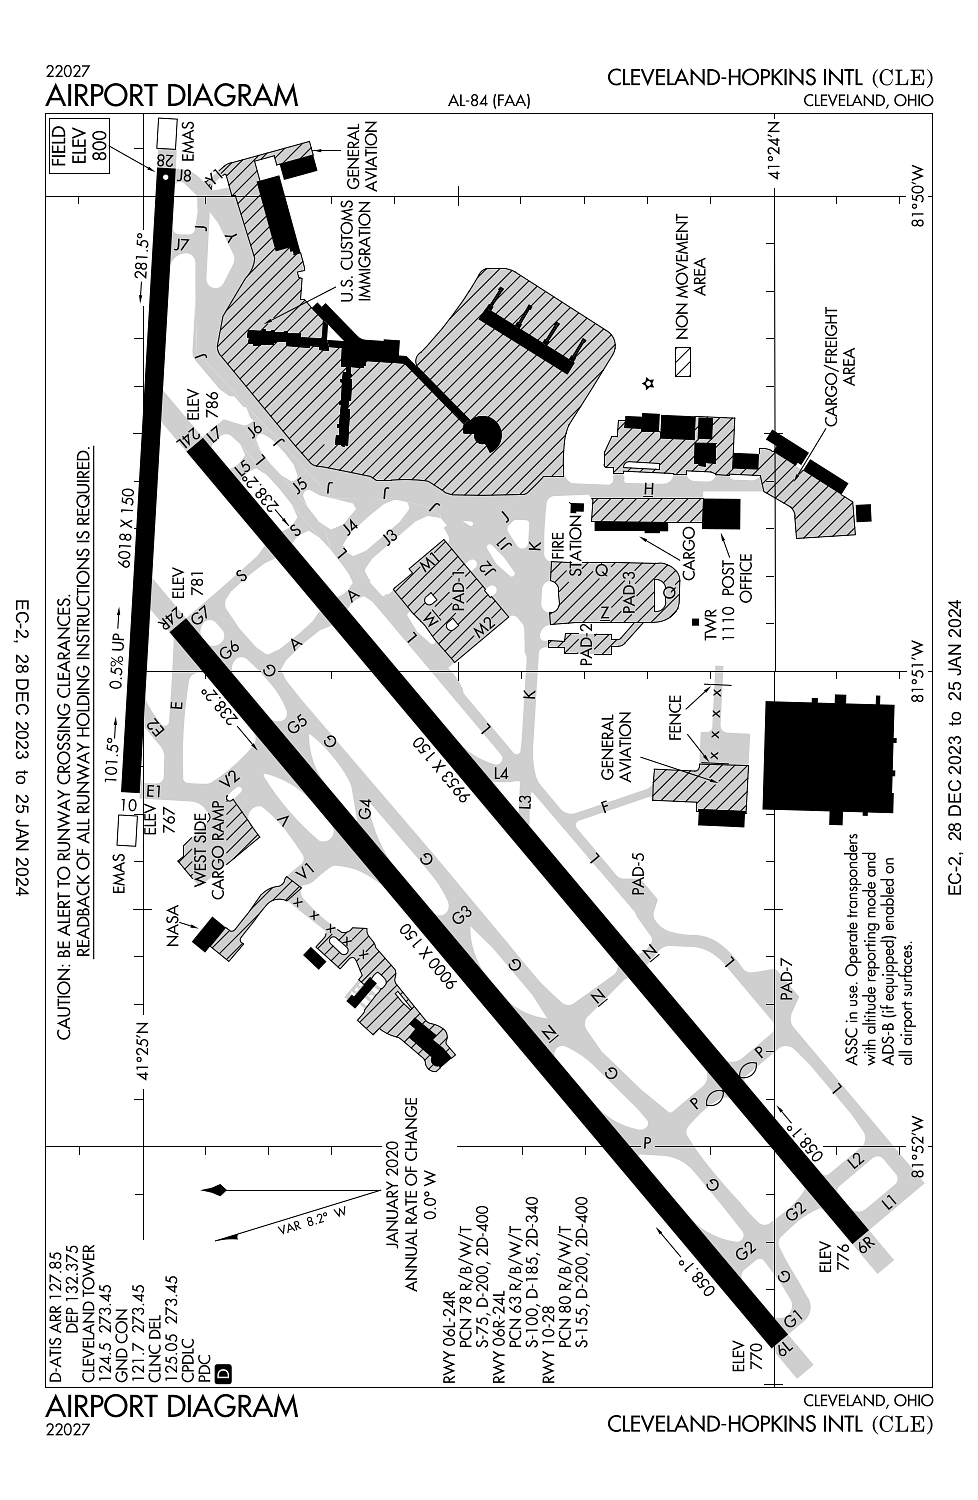 22027
AIRPORT DIAGRAM
AL-84 (FAA)
CLEVELAND-HOPKINS INTL (CLE)
CLEVELAND, OHIO
FIELD
ELEV
800
EMAS
28
J8
Y1
GENERAL
AVIATION
41°24'N
81°50'W
281.5°
J7
J
Y
U.S. CUSTOMS
IMMIGRATION
NON MOVEMENT
AREA
J
CARGO/FREIGHT
AREA
ELEV
786
24L
L7
J6
J
L
L5
238.2°
J5
J
J
J
J
S
J4
J3
L
H
6018 X 150
CAUTION: BE ALERT TO RUNWAY CROSSING CLEARANCES.
READBACK OF ALL RUNWAY HOLDING INSTRUCTIONS IS REQUIRED.
FIRE
STATION
CARGO
POST
OFFICE
J1
J2
K
W1
PAD-1
M
M2
Q
PAD-3
Q
Z
PAD-2
TWR
1110
ELEV
781
24R
G7
S
A
A
L
G6
G
0.5% UP
101.5°
238.2°
81°51'W
K
E
E2
G5
G
L
FENCE
x x x x
GENERAL
AVIATION
9953 X 150
L4
L3
F
E1
10
ELEV
767
EMAS
V2
V
WEST SIDE
CARGO RAMP
G4
G
L
PAD-5
V1
NASA
x x x x x
G3
9000 X 150
G
N
N
N
L
PAD-7
ASSC in use. Operate transponders
with altitude reporting mode and
ADS-B (if equipped) enabled on
all airport surfaces.
41°25'N
G
P
P
P
L
058.1°
81°52'W
L2
L1
G
G2
G2
G
6R
ELEV
776
058.1°
G1
6L
ELEV
770
VAR 8.2° W
JANUARY 2020
ANNUAL RATE OF CHANGE
0.0° W
D-ATIS ARR 127.85
DEP 132.375
CLEVELAND TOWER
124.5 273.45
GND CON
121.7 273.45
CLNC DEL
125.05 273.45
CPDLC
PDC
D
RWY 06L-24R
PCN 78 R/B/W/T
S-75, D-200, 2D-400
RWY 06R-24L
PCN 63 R/B/W/T
S-100, D-185, 2D-340
RWY 10-28
PCN 80 R/B/W/T
S-155, D-200, 2D-400
EC-2, 28 DEC 2023 to 25 JAN 2024
EC-2, 28 DEC 2023 to 25 JAN 2024
AIRPORT DIAGRAM
22027
CLEVELAND, OHIO
CLEVELAND-HOPKINS INTL (CLE)